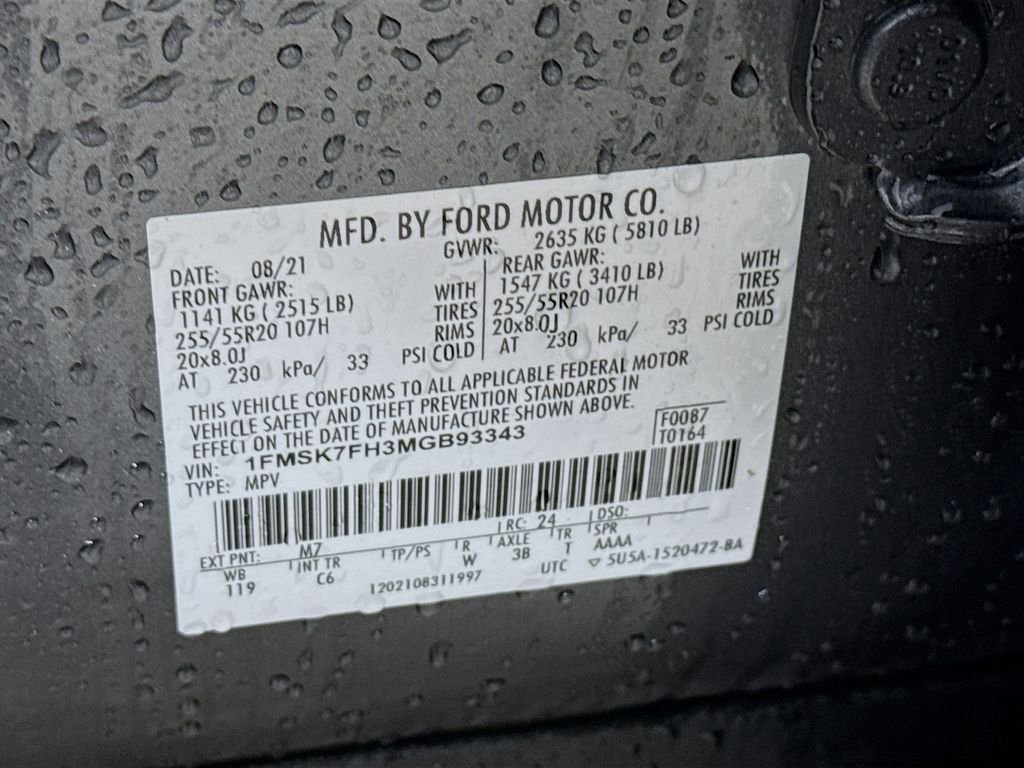 MFD. BY FORD MOTOR CO.
DATE: 08/21 GVWR: 2635 KG ( 5810 LB)
FRONT GAWR:
1141 KG ( 2515 LB) WITH
255/55R20 107H TIRES
20x8.0J RIMS
AT 230 kPa/ 33 PSI COLD
REAR GAWR:
1547 KG ( 3410 LB) WITH
255/55R20 107H TIRES
20x8.0J RIMS
AT 230 kPa/ 33 PSI COLD
THIS VEHICLE CONFORMS TO ALL APPLICABLE FEDERAL MOTOR
VEHICLE SAFETY AND THEFT PREVENTION STANDARDS IN
EFFECT ON THE DATE OF MANUFACTURE SHOWN ABOVE.
VIN: 1FMSK7FH3MGB93343
TYPE: MPV
F0087
T0164
EXT PNT: M7 RC: 24 DSO:
WB INT TR TP/PS R AXLE TR SPR
119 C6 W 3B T AAAA
1202108311997 UTC 5U5A-1520472-BA